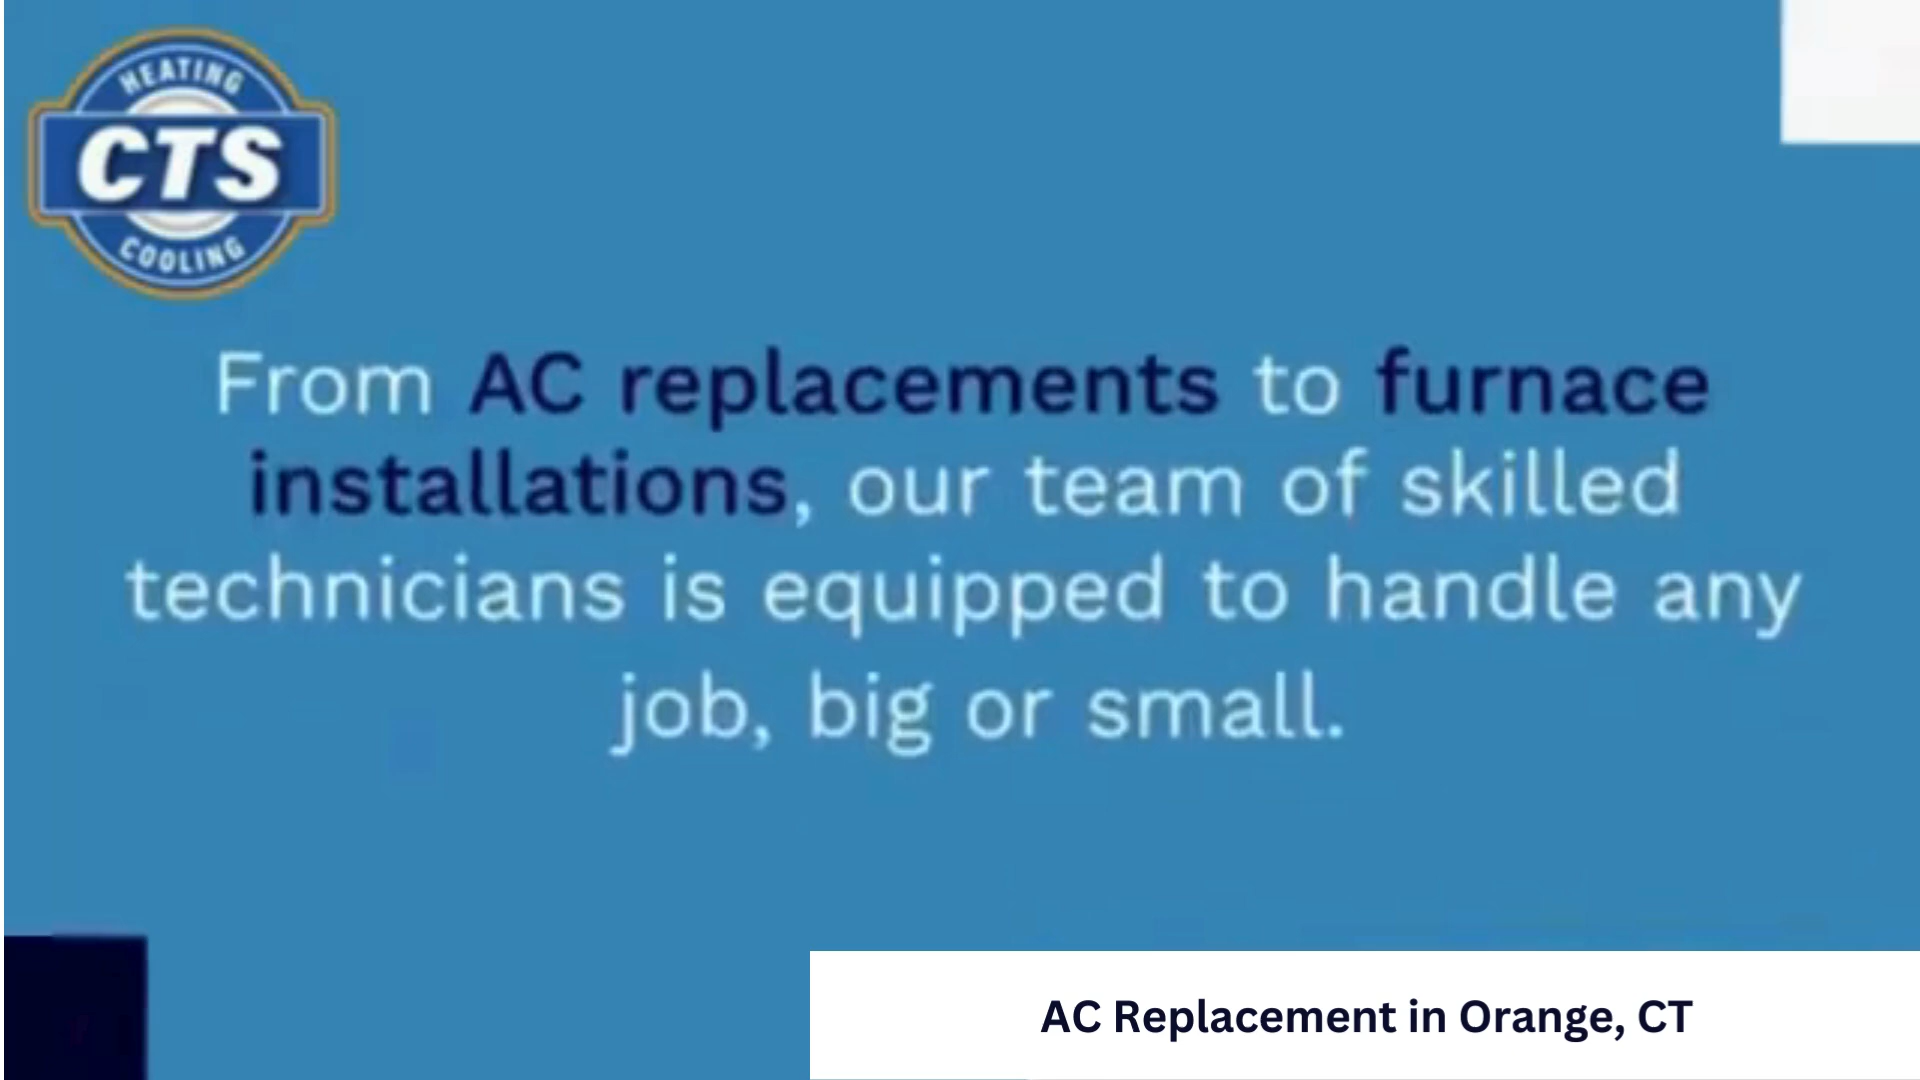 HEATING
CTS
COOLING
From AC replacements to furnace
installations, our team of skilled
technicians is equipped to handle any
job, big or small.
AC Replacement in Orange, CT